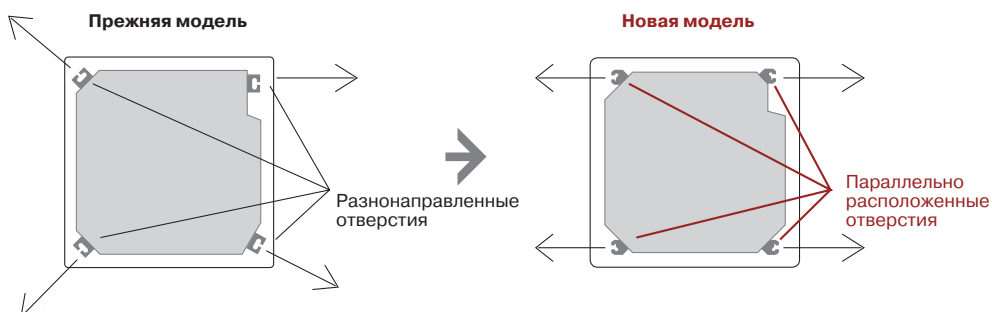 Прежняя модель
Новая модель
Разнонаправленные
отверстия
Параллельно
расположенные
отверстия